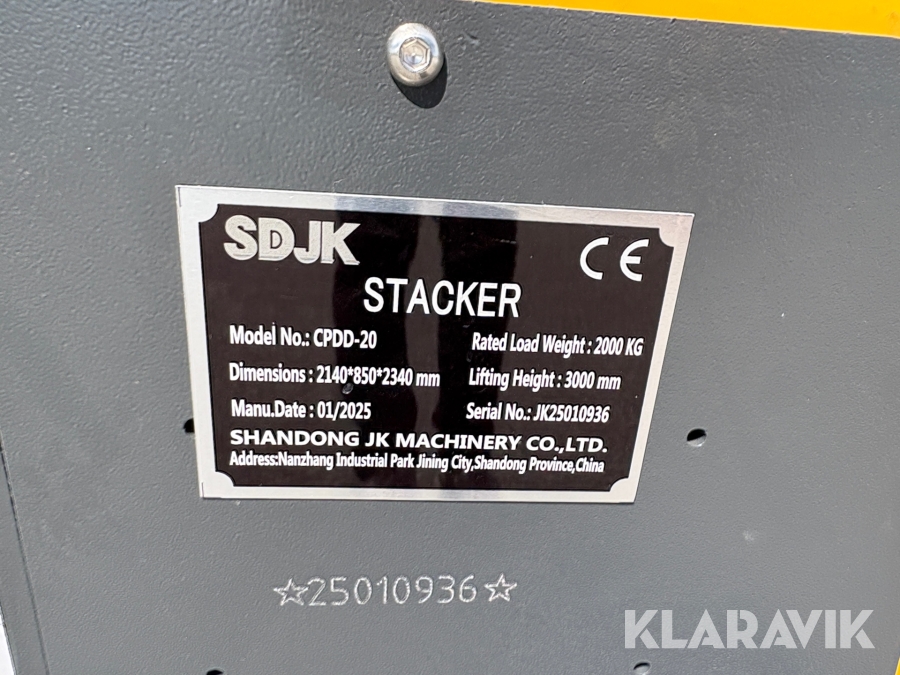 SDJK
CE
STACKER
Model No.: CPDD-20
Rated Load Weight : 2000 KG
Dimensions : 2140*850*2340 mm
Lifting Height : 3000 mm
Manu.Date : 01/2025
Serial No.: JK25010936
SHANDONG JK MACHINERY CO.,LTD.
Address:Nanzhang Industrial Park Jining City,Shandong Province,China
☆25010936☆
KLARAVIK